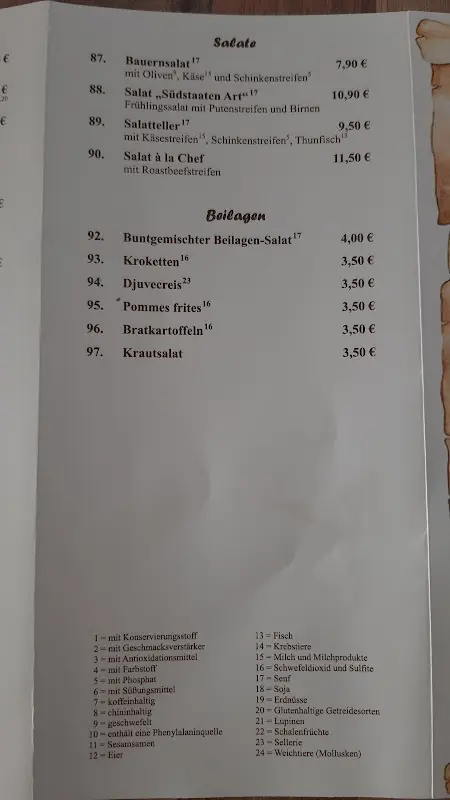 Salate
87. Bauernsalat17 7,90 €
mit Oliven5, Käse15 und Schinkenstreifen5
88. Salat „Südstaaten Art“17 10,90 €
Frühlingssalat mit Putenstreifen und Birnen
89. Salatteller17 9,50 €
mit Käsestreifen15, Schinkenstreifen5, Thunfisch13
90. Salat à la Chef 11,50 €
mit Roastbeefstreifen
Beilagen
92. Buntgemischter Beilagen-Salat17 4,00 €
93. Kroketten16 3,50 €
94. Djuvecreis23 3,50 €
95. Pommes frites16 3,50 €
96. Bratkartoffeln16 3,50 €
97. Krautsalat 3,50 €
1 = mit Konservierungsstoff
2 = mit Geschmacksverstärker
3 = mit Antioxidationsmittel
4 = mit Farbstoff
5 = mit Phosphat
6 = mit Süßungsmittel
7 = koffeinhaltig
8 = chininhaltig
9 = geschwefelt
10 = enthält eine Phenylalaninquelle
11 = Sesamsamen
12 = Eier
13 = Fisch
14 = Krebstiere
15 = Milch und Milchprodukte
16 = Schwefeldioxid und Sulfite
17 = Senf
18 = Soja
19 = Erdnüsse
20 = Glutenhaltige Getreidesorten
21 = Lupinen
22 = Schalenfrüchte
23 = Sellerie
24 = Weichtiere (Mollusken)